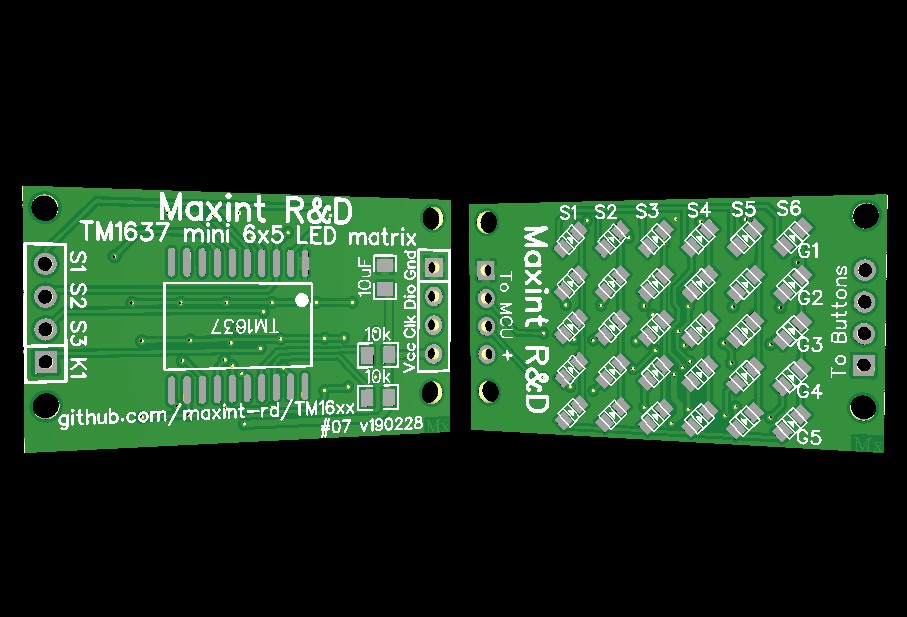 Maxint R&D
TM1637 mini 6x5 LED matrix
S1
S2
S3
K1
10uF
Gnd
Dio
Clk
Vcc
TM1637
10k
10k
github.com/maxint-rd/TM16xx
#07 v190228
Mx
S1 S2 S3 S4 S5 S6
G1
G2
G3
G4
G5
To MCU +
Maxint R&D
To Buttons
Mx